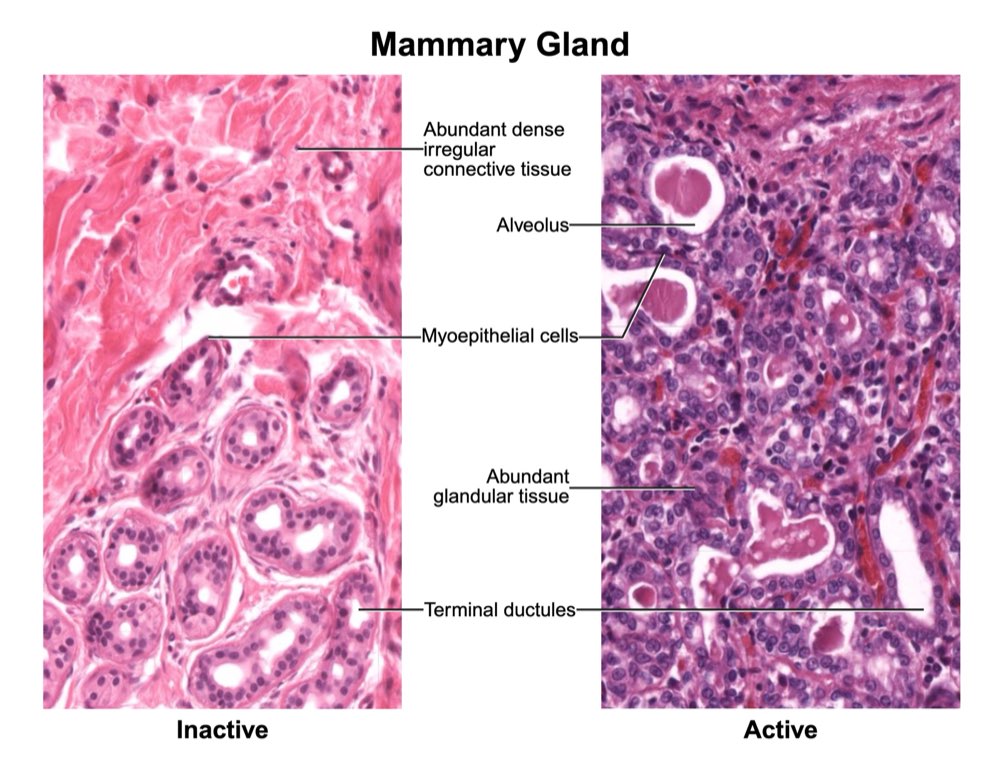 Mammary Gland
Abundant dense
irregular
connective tissue
Alveolus
Myoepithelial cells
Abundant
glandular tissue
Terminal ductules
Inactive
Active